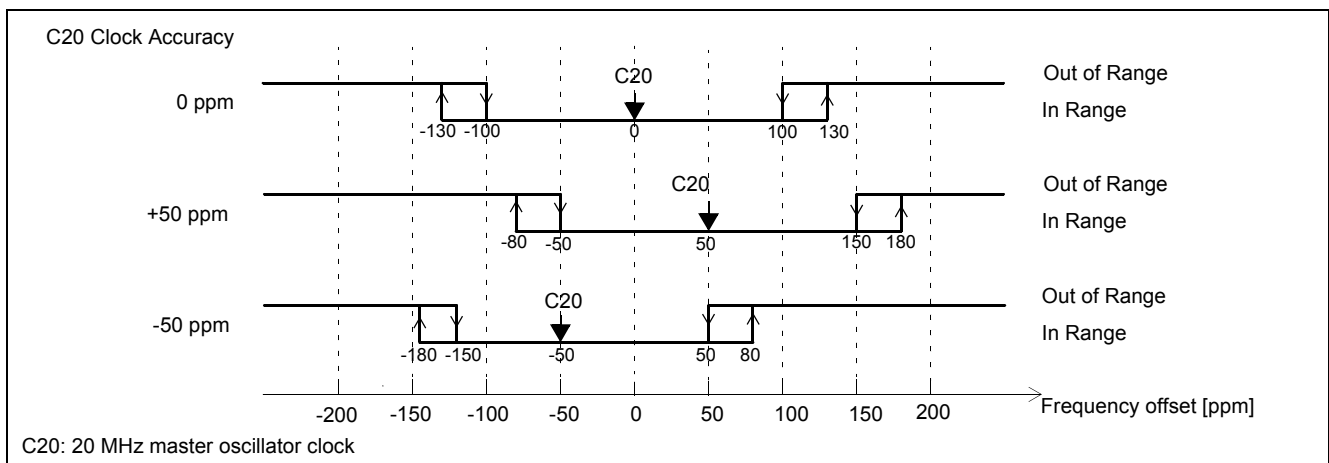 C20 Clock Accuracy
C20
Out of Range
0 ppm
In Range
-130 -100 0 100 130
C20
Out of Range
+50 ppm
In Range
-80 -50 50 150 180
C20
Out of Range
-50 ppm
In Range
-180 -150 -50 50 80
-200 -150 -100 -50 0 50 100 150 200 Frequency offset [ppm]
C20: 20 MHz master oscillator clock